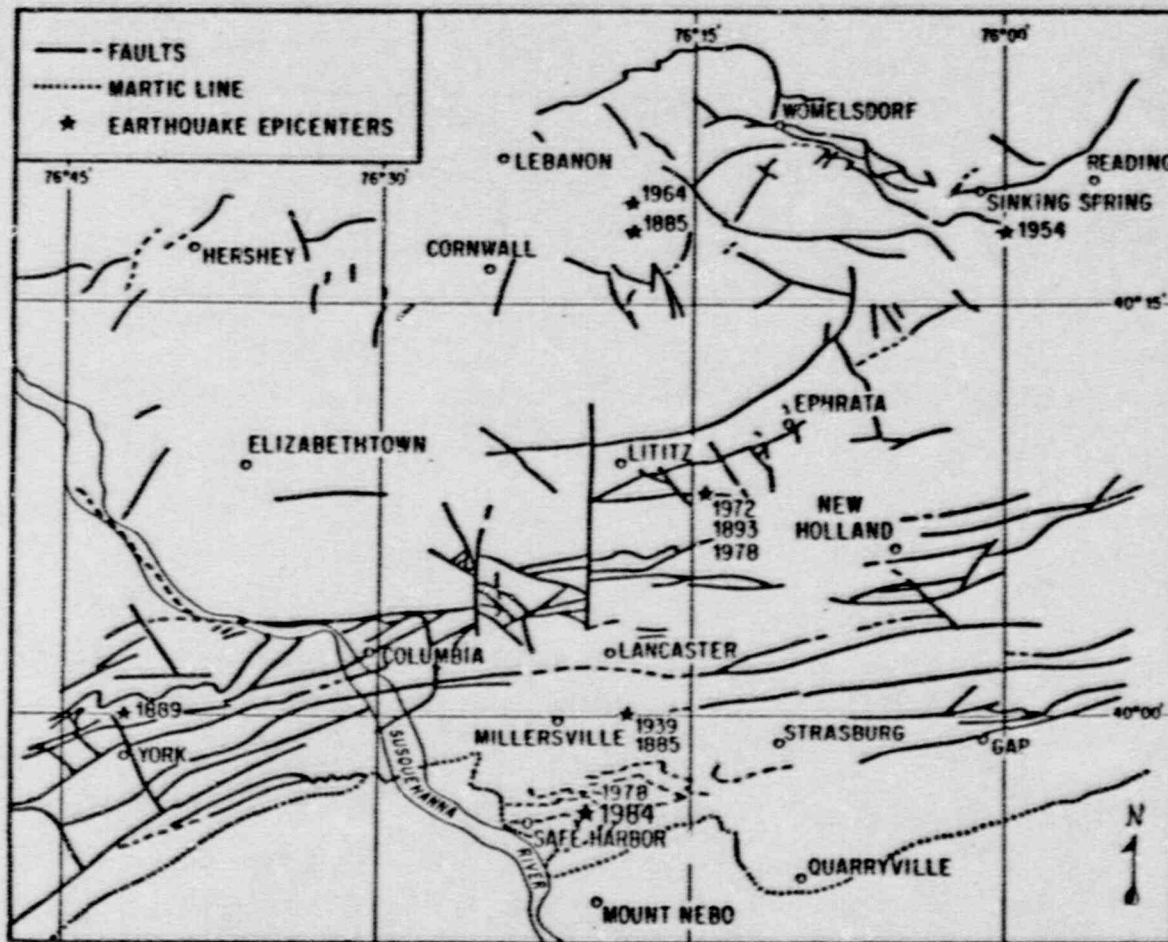 FAULTS
MARTIC LINE
EARTHQUAKE EPICENTERS
76°15'
76°00'
WOMELSDORF
LEBANON
READING
76°45'
76°30'
1964
SINKING SPRING
1885
1954
HERSHEY
CORNWALL
40°15'
EPHRATA
ELIZABETHTOWN
LITITZ
1972
1893
1978
NEW
HOLLAND
COLUMBIA
LANCASTER
1889
40°00'
YORK
SUSQUEHANNA
RIVER
MILLERSVILLE
1939
1885
STRASBURG
GAP
1978
1984
SAFE HARBOR
N
QUARRYVILLE
MOUNT NEBO